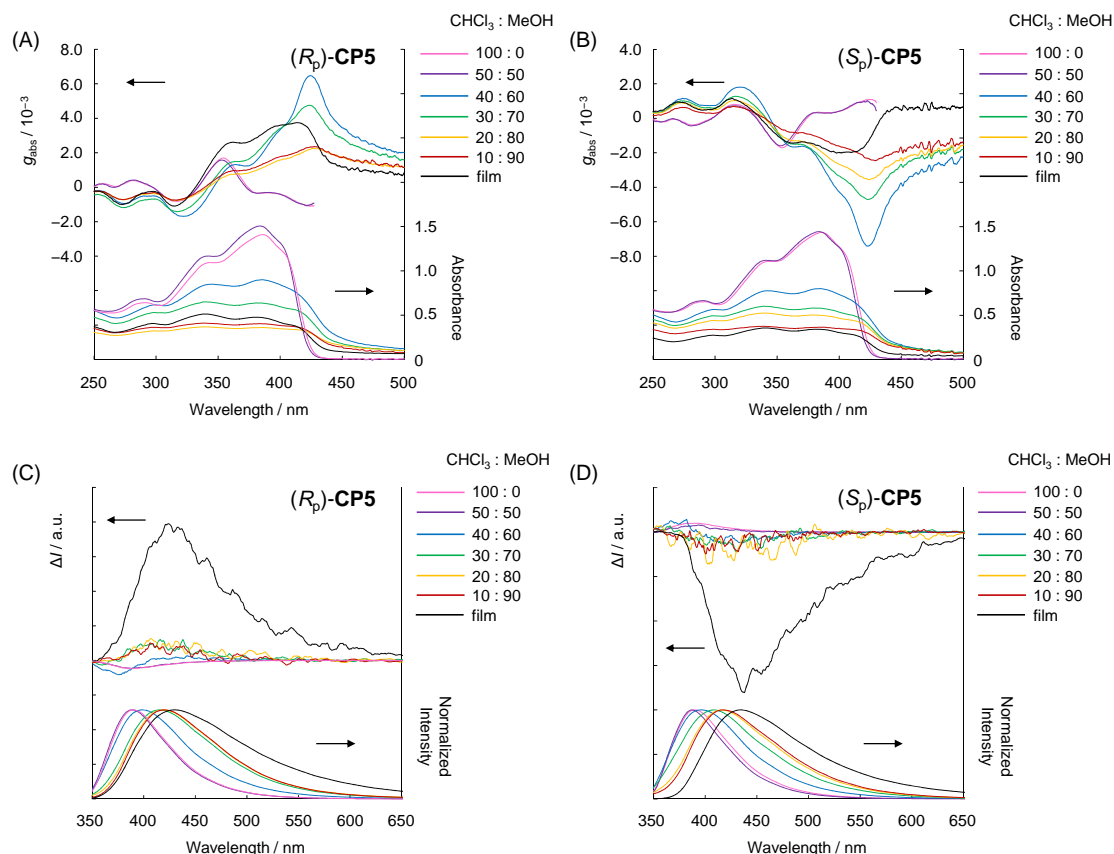 (A)
(Rp)-CP5
CHCl3 : MeOH
100 : 0
50 : 50
40 : 60
30 : 70
20 : 80
10 : 90
film
8.0
6.0
4.0
2.0
0
–2.0
–4.0
gabs / 10–3
1.5
1.0
0.5
0
Absorbance
250 300 350 400 450 500
Wavelength / nm
(B)
(Sp)-CP5
CHCl3 : MeOH
100 : 0
50 : 50
40 : 60
30 : 70
20 : 80
10 : 90
film
4.0
2.0
0
–2.0
–4.0
–6.0
–8.0
gabs / 10–3
1.5
1.0
0.5
0
Absorbance
250 300 350 400 450 500
Wavelength / nm
(C)
(Rp)-CP5
CHCl3 : MeOH
100 : 0
50 : 50
40 : 60
30 : 70
20 : 80
10 : 90
film
ΔI / a.u.
Normalized
Intensity
350 400 450 500 550 600 650
Wavelength / nm
(D)
(Sp)-CP5
CHCl3 : MeOH
100 : 0
50 : 50
40 : 60
30 : 70
20 : 80
10 : 90
film
ΔI / a.u.
Normalized
Intensity
350 400 450 500 550 600 650
Wavelength / nm